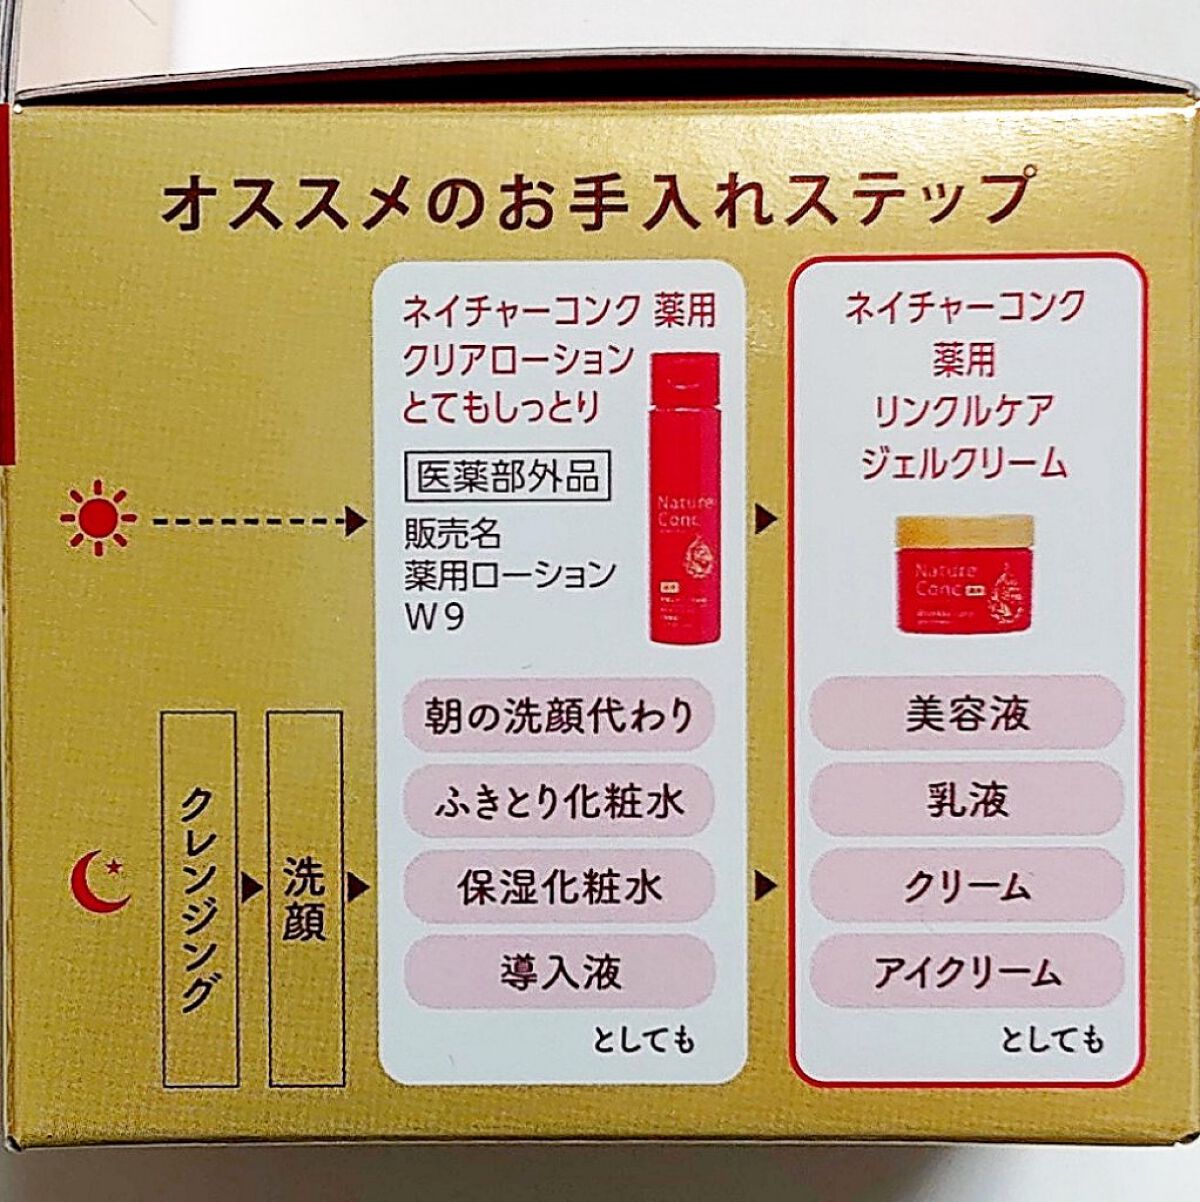 オススメのお手入れステップ
ネイチャーコンク 薬用
クリアローション
とてもしっとり
医薬部外品
販売名
薬用ローション
W9
Nature
Conc
朝の洗顔代わり
ふきとり化粧水
保湿化粧水
導入液
としても
ネイチャーコンク
薬用
リンクルケア
ジェルクリーム
Nature
Conc
美容液
乳液
クリーム
アイクリーム
としても
クレンジング
洗顔